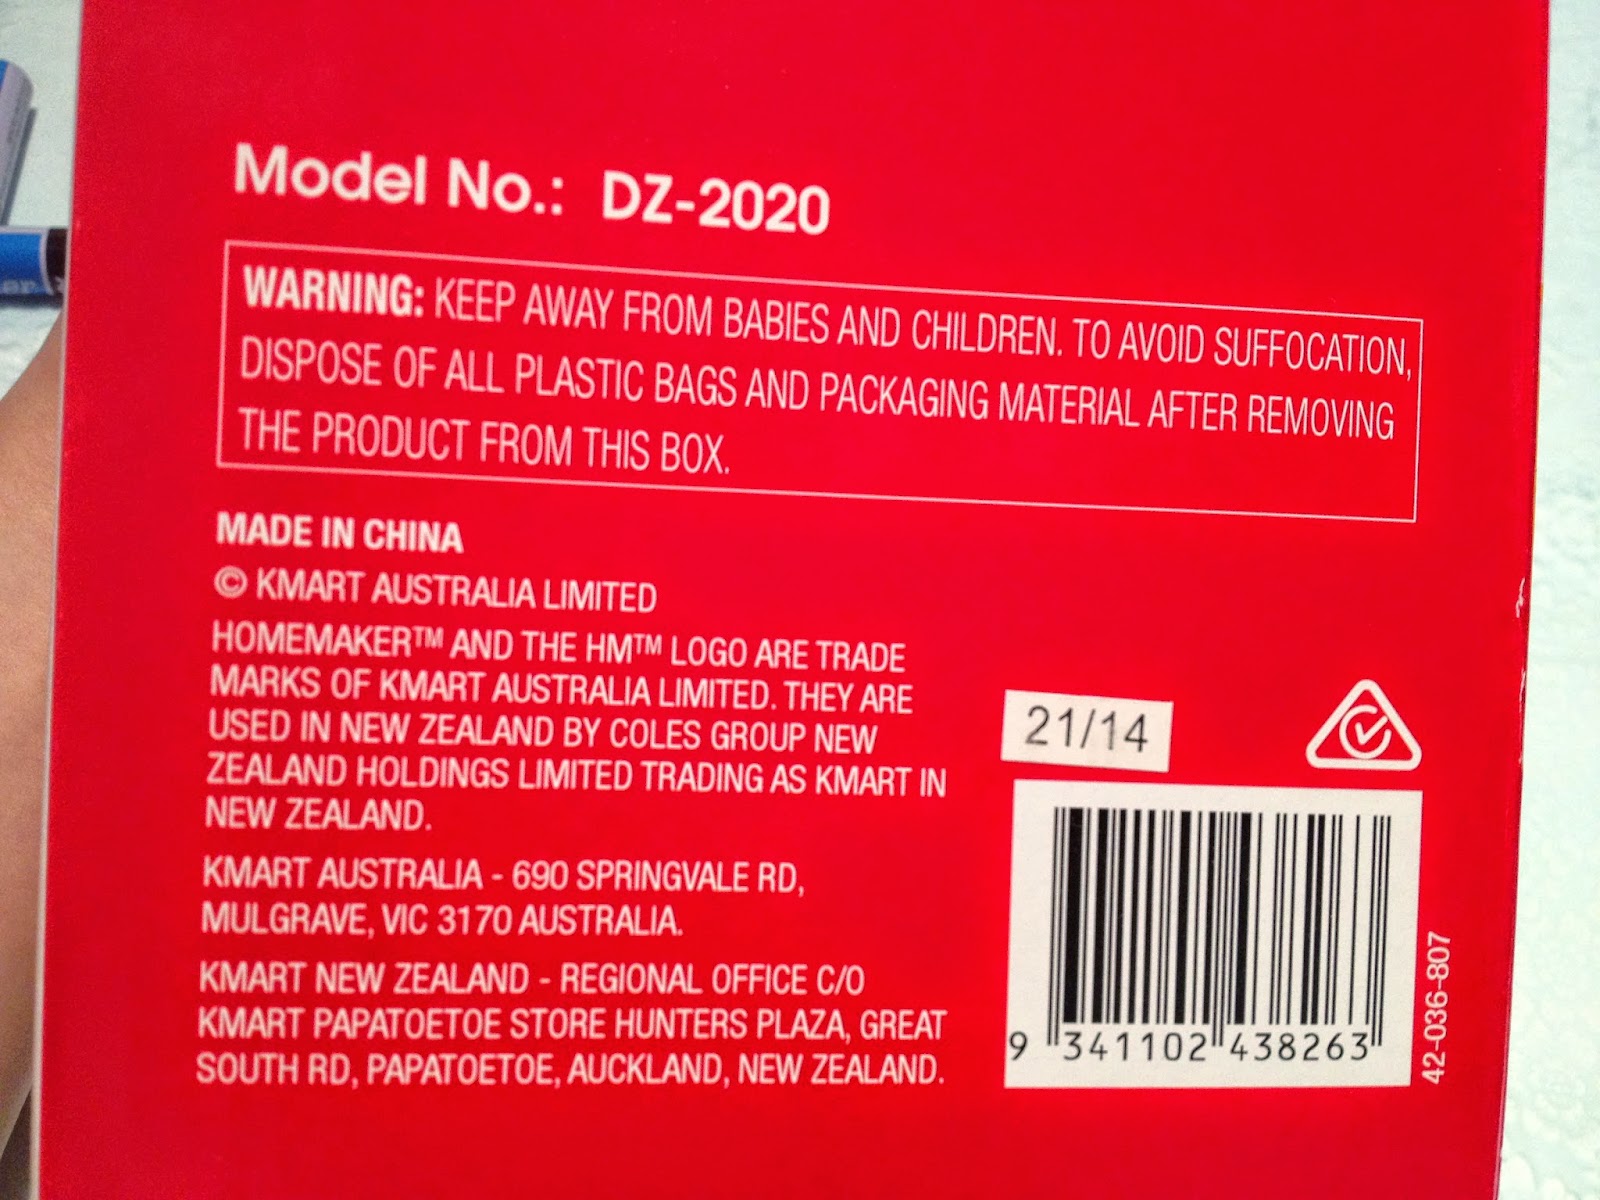 Model No.: DZ-2020
WARNING: KEEP AWAY FROM BABIES AND CHILDREN. TO AVOID SUFFOCATION,
DISPOSE OF ALL PLASTIC BAGS AND PACKAGING MATERIAL AFTER REMOVING
THE PRODUCT FROM THIS BOX.
MADE IN CHINA
© KMART AUSTRALIA LIMITED
HOMEMAKER™ AND THE HM™ LOGO ARE TRADE
MARKS OF KMART AUSTRALIA LIMITED. THEY ARE
USED IN NEW ZEALAND BY COLES GROUP NEW
ZEALAND HOLDINGS LIMITED TRADING AS KMART IN
NEW ZEALAND.
KMART AUSTRALIA - 690 SPRINGVALE RD,
MULGRAVE, VIC 3170 AUSTRALIA.
KMART NEW ZEALAND - REGIONAL OFFICE C/O
KMART PAPATOETOE STORE HUNTERS PLAZA, GREAT
SOUTH RD, PAPATOETOE, AUCKLAND, NEW ZEALAND.
21/14
9 341102 438263
42-036-807